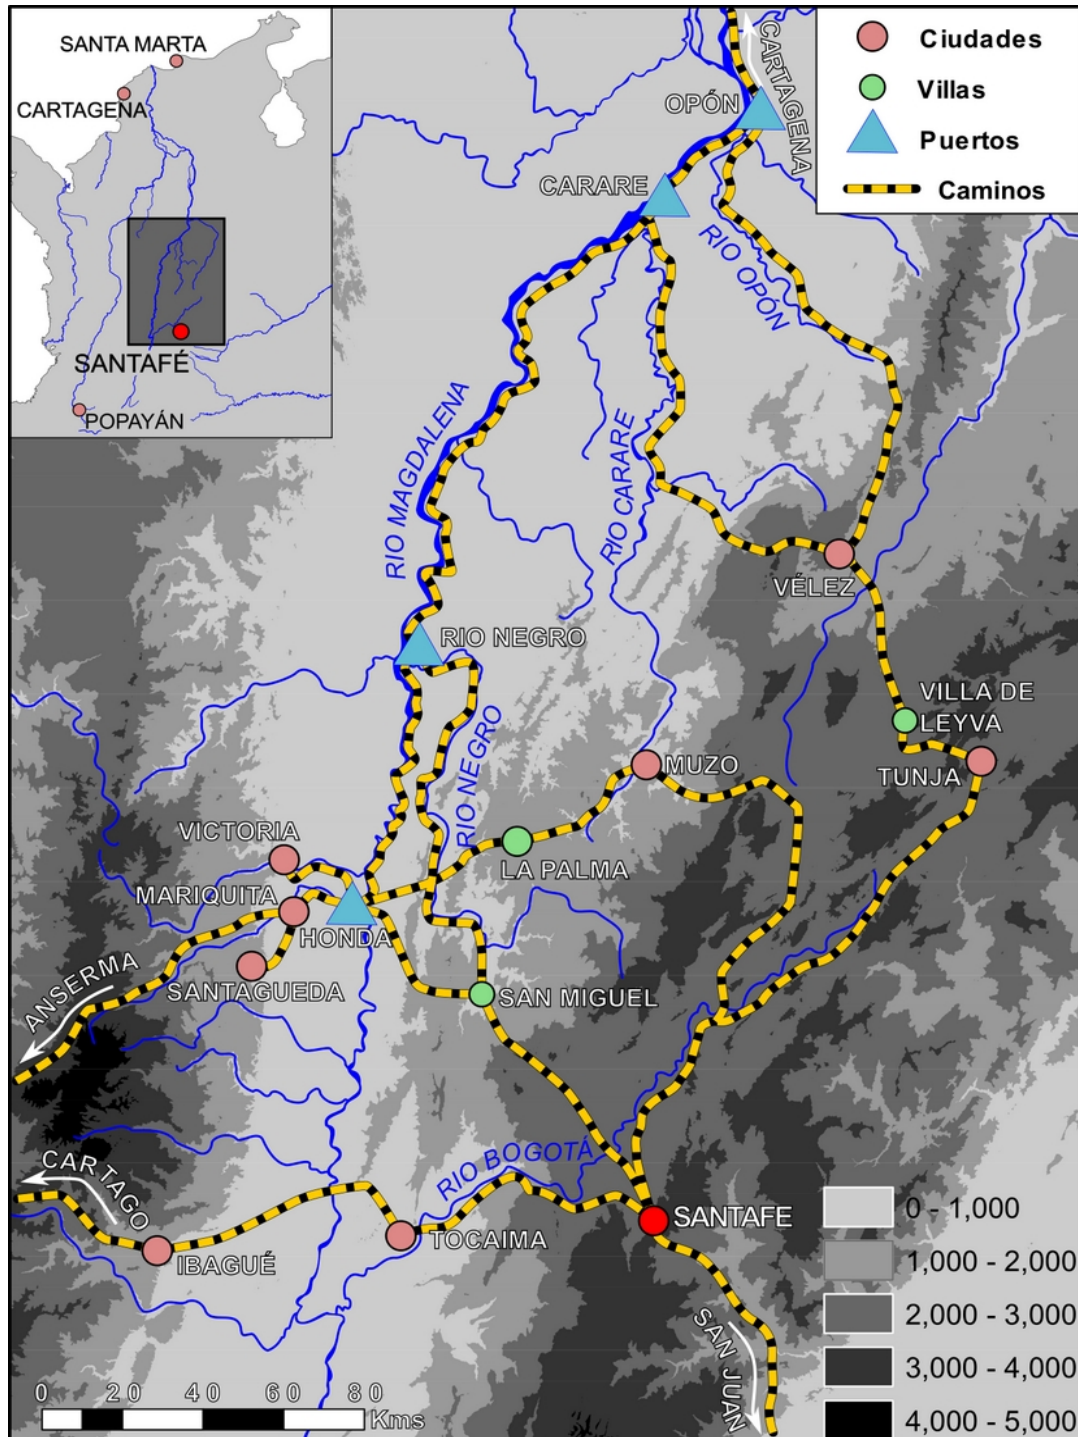 SANTA MARTA
CARTAGENA
SANTAFÉ
POPAYÁN
Ciudades
Villas
Puertos
Caminos
CARTAGENA
OPÓN
CARARE
RIO OPÓN
RIO MAGDALENA
RIO CARARE
VÉLEZ
RIO NEGRO
VILLA DE
LEYVA
RIO NEGRO
MUZO
TUNJA
VICTORIA
LA PALMA
MARIQUITA
HONDA
ANSERMA
SANTAGUEDA
SAN MIGUEL
CARTAGO
RIO BOGOTÁ
SANTAFE
IBAGUÉ
TOCAIMA
SAN JUAN
0 - 1,000
1,000 - 2,000
2,000 - 3,000
3,000 - 4,000
4,000 - 5,000
0 20 40 60 80
Kms